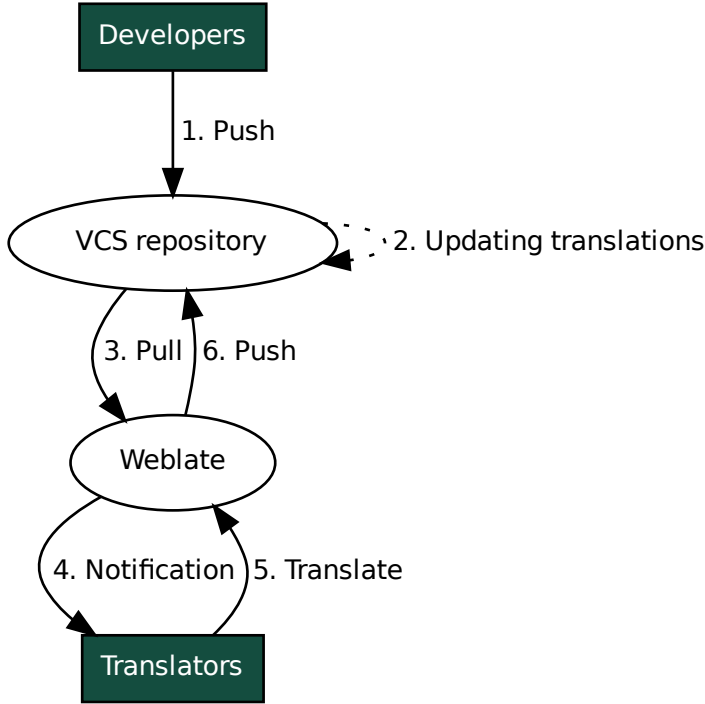 Developers
1. Push
VCS repository
2. Updating translations
3. Pull
6. Push
Weblate
4. Notification
5. Translate
Translators